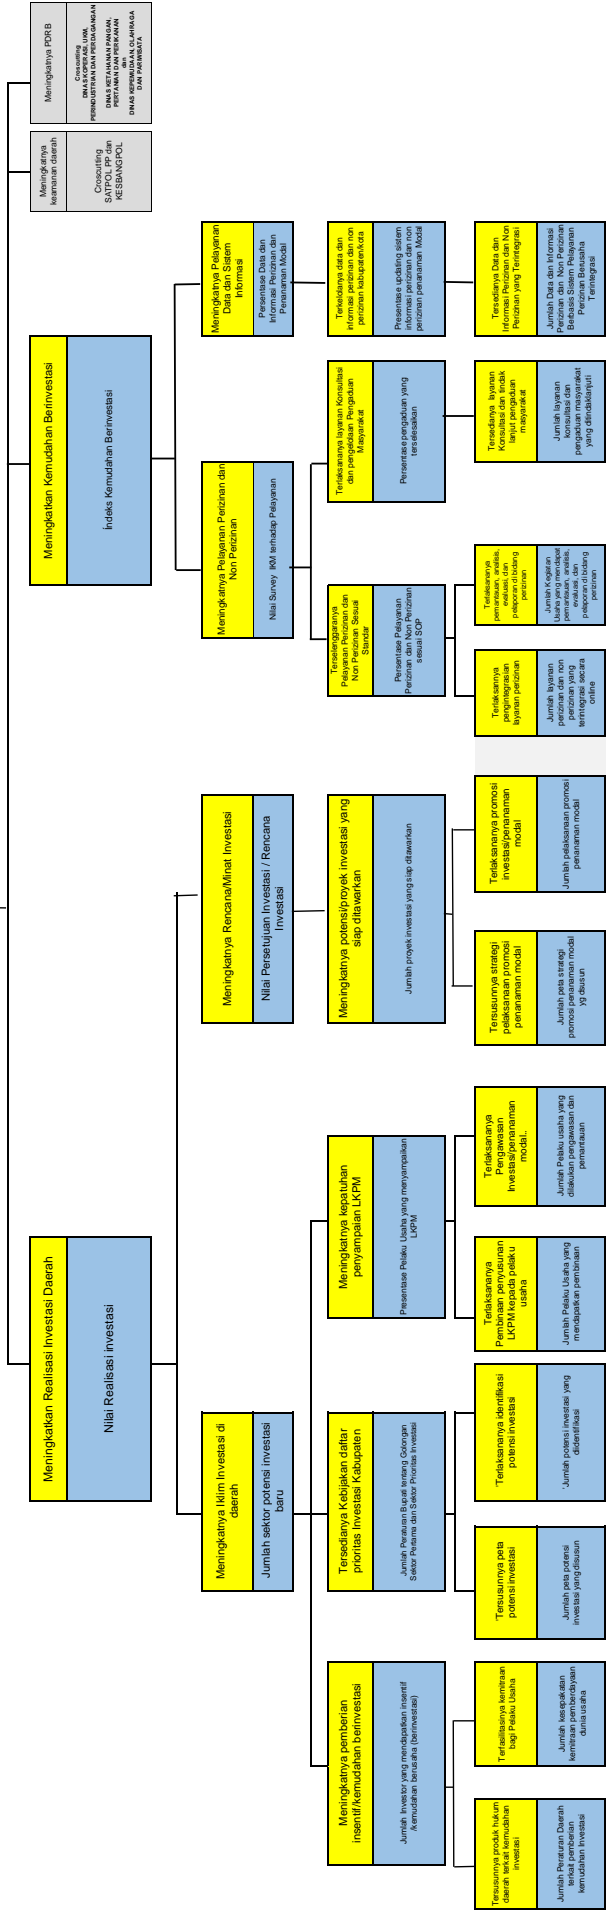 Meningkatkan Realisasi Investasi Daerah
Nilai Realisasi investasi
Meningkatkan Kemudahan Berinvestasi
Indeks Kemudahan Berinvestasi
Meningkatnya
keamanan daerah
Croscutting
SATPOL PP dan
KESBANGPOL
Meningkatnya PDRB
Croscutting
DINAS KOPERASI, UKM,
PERINDUSTRIAN DAN PERDAGANGAN
DINAS KETAHANAN PANGAN,
PERTANIAN DAN PERIKANAN
dan
DINAS KEPEMUDAAN, OLAHRAGA
DAN PARIWISATA
Meningkatnya Iklim Investasi di
daerah
Jumlah sektor potensi investasi
baru
Meningkatnya Rencana/Minat Investasi
Nilai Persetujuan Investasi / Rencana
Investasi
Meningkatnya Pelayanan Perizinan dan
Non Perizinan
Nilai Survey IKM terhadap Pelayanan
Meningkatnya Pelayanan
Data dan Sistem
Informasi
Persentase Data dan
Informasi Perizinan dan
Penanaman Modal
Meningkatnya pemberian
insentif/kemudahan berinvestasi
Jumlah Investor yang mendapatkan insentif
/kemudahan berusaha (berinvestasi)
Tersedianya Kebijakan daftar
prioritas Investasi Kabupaten
Jumlah Peraturan Bupati tentang Golongan
Sektor Pertama dan Sektor Prioritas Investasi
Meningkatnya kepatuhan
penyampaian LKPM
Presentase Pelaku Usaha yang menyampaikan
LKPM
Meningkatnya potensi/proyek investasi yang
siap ditawarkan
Jumlah proyek investasi yang siap ditawarkan
Terselenggaranya
Pelayanan Perizinan dan
Non Perizinan Sesuai
Standar
Persentase Pelayanan
Perizinan dan Non Perizinan
sesuai SOP
Terlaksananya layanan Konsultasi
dan pengelolaan Pengaduan
Masyarakat
Persentase pengaduan yang
terselesaikan
Terkelolanya data dan
informasi perizinan dan non
perizinan kabupaten/kota
Presentase updating sistem
informasi perizinan dan non
perizinan penanaman Modal
Tersusunnya produk hukum
daerah terkait kemudahan
investasi
Jumlah Peraturan Daerah
terkait pemberian
kemudahan Investasi
Terfasilitasinya kemitraan
bagi Pelaku Usaha
Jumlah kesepakatan
kemitraan pemberdayaan
dunia usaha
'Tersusunnya peta
potensi investasi
Jumlah peta potensi
investasi yang disusun
'Terlaksananya identifikasi
potensi investasi
'Jumlah potensi investasi yang
diidentifikasi
Terlaksananya
Pembinaan penyusunan
LKPM kepada pelaku
usaha
Jumlah Pelaku Usaha yang
mendapatkan pembinaan
Terlaksananya
Pengawasan
Investasi/penanaman
modal..
Jumlah Pelaku usaha yang
dilakukan pengawasan dan
pemantauan
Tersusunnya strategi
pelaksanaan promosi
penanaman modal
Jumlah peta strategi
promosi penanaman modal
yg dsusun
Terlaksananya promosi
investasi/penanaman
modal
Jumlah pelaksanaan promosi
penanaman modal
Terlaksannya
pengintegrasian
layanan perizinan
Jumlah layanan
perizinan dan non
perizinan yang
terintegrasi secara
online
Terlaksananya
pemantauan, analisis,
evaluasi, dan
pelaporan di bidang
perizinan
Jumlah Kegiatan
Usaha yang mendapat
pemantauan, analisis,
evaluasi, dan
pelaporan di bidang
perizinan
Tersedianya layanan
Konsultasi dan tindak
lanjut pengaduan
masyarakat
Jumlah layanan
konsultasi dan
pengaduan masyarakat
yang ditindaklanjuti
Tersedianya Data dan
Informasi Perizinan dan Non
Perizinan yang Terintegrasi
Jumlah Data dan Informasi
Perizinan dan Non Perizinan
Berbasis Sistem Pelayanan
Perizinan Berusaha
Terintegrasi